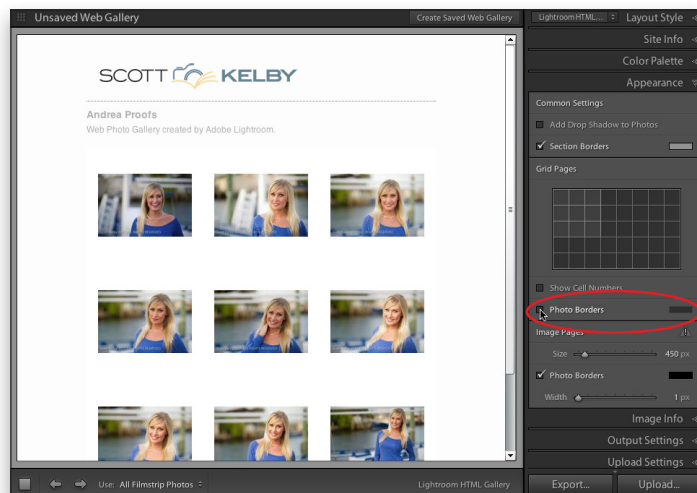 Unsaved Web Gallery
Create Saved Web Gallery
SCOTT KELBY
Andrea Proofs
Web Photo Gallery created by Adobe Lightroom.
Use: All Filmstrip Photos
Lightroom HTML Gallery
Lightroom HTML... Layout Style
Site Info
Color Palette
Appearance
Common Settings
Add Drop Shadow to Photos
Section Borders
Grid Pages
Show Cell Numbers
Photo Borders
Image Pages
Size 450 px
Photo Borders
Width 1 px
Image Info
Output Settings
Upload Settings
Export... Upload...